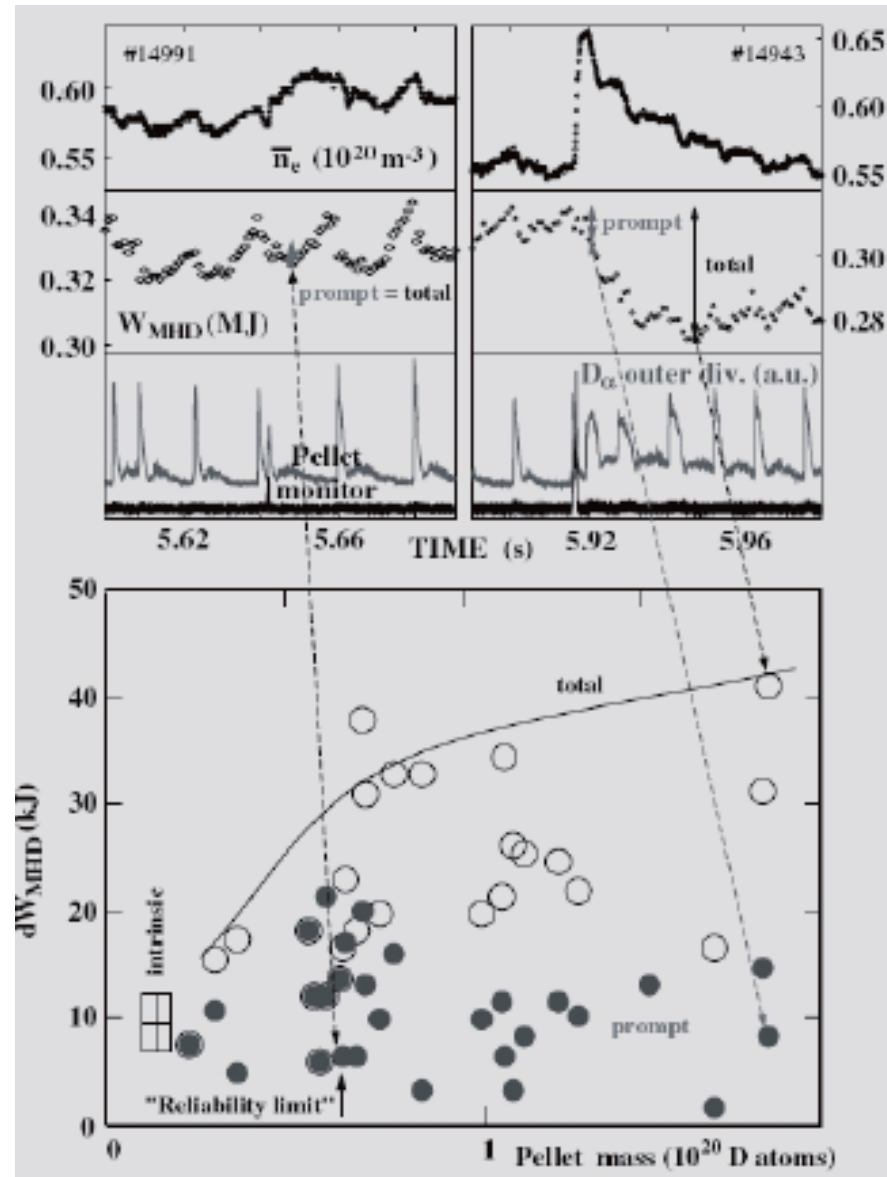 #14991
#14943
0.65
0.60
0.60
0.55
n̅e (10²⁰ m⁻³)
0.55
0.34
prompt
0.30
total
0.32
prompt = total
W_MHD (MJ)
0.28
0.30
Dα outer div. (a.u.)
Pellet
monitor
5.62
5.66
TIME (s)
5.92
5.96
50
total
40
30
dW_MHD (kJ)
20
intrinsic
10
prompt
"Reliability limit"
0
0
1
Pellet mass (10²⁰ D atoms)